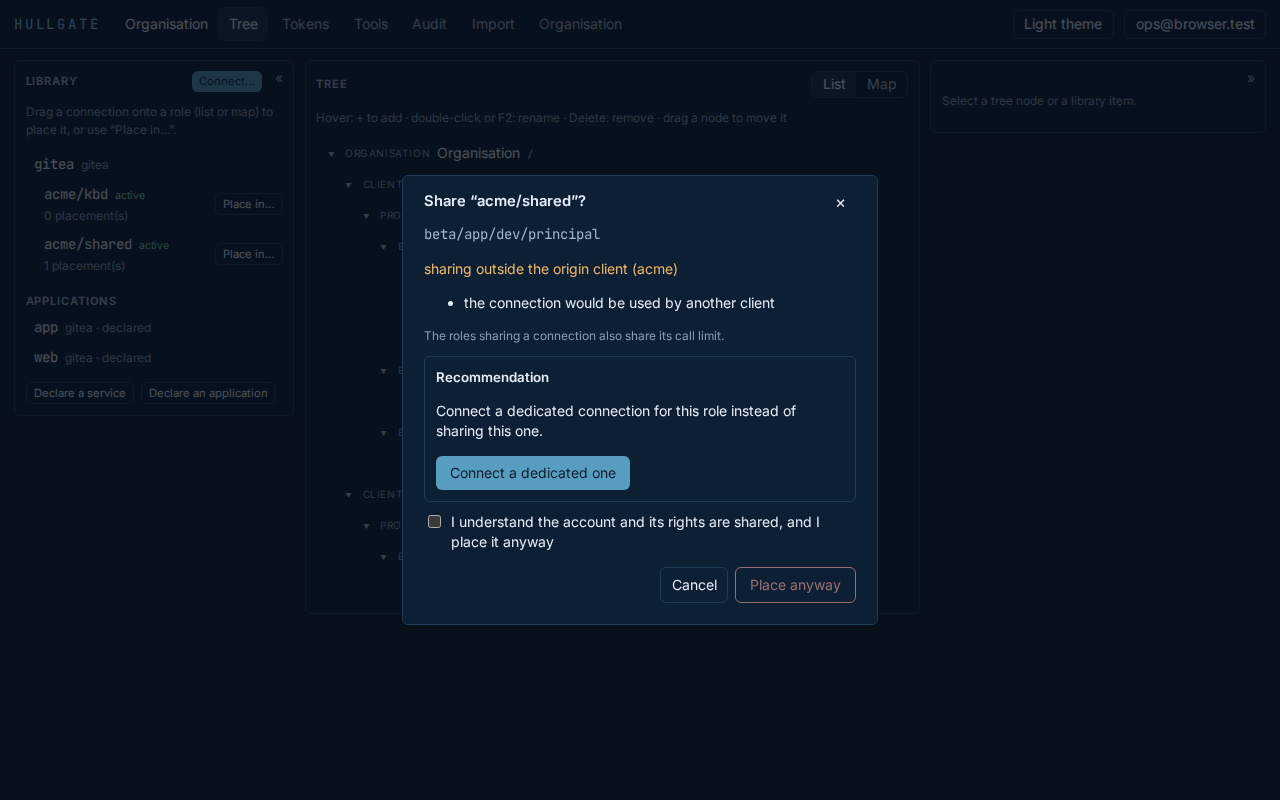 HULLGATE Organisation Tree Tokens Tools Audit Import Organisation Light theme ops@browser.test
LIBRARY Connect... «
Drag a connection onto a role (list or map) to
place it, or use “Place in...”.
gitea gitea
acme/kbd active
0 placement(s)
Place in...
acme/shared active
1 placement(s)
Place in...
APPLICATIONS
app gitea · declared
web gitea · declared
Declare a service Declare an application
TREE List Map
Hover: + to add · double-click or F2: rename · Delete: remove · drag a node to move it
ORGANISATION Organisation /
CLIENT
PRO
E
E
E
CLIENT
PRO
E
»
Select a tree node or a library item.
Share “acme/shared”? ×
beta/app/dev/principal
sharing outside the origin client (acme)
• the connection would be used by another client
The roles sharing a connection also share its call limit.
Recommendation
Connect a dedicated connection for this role instead of
sharing this one.
Connect a dedicated one
I understand the account and its rights are shared, and I
place it anyway
Cancel Place anyway